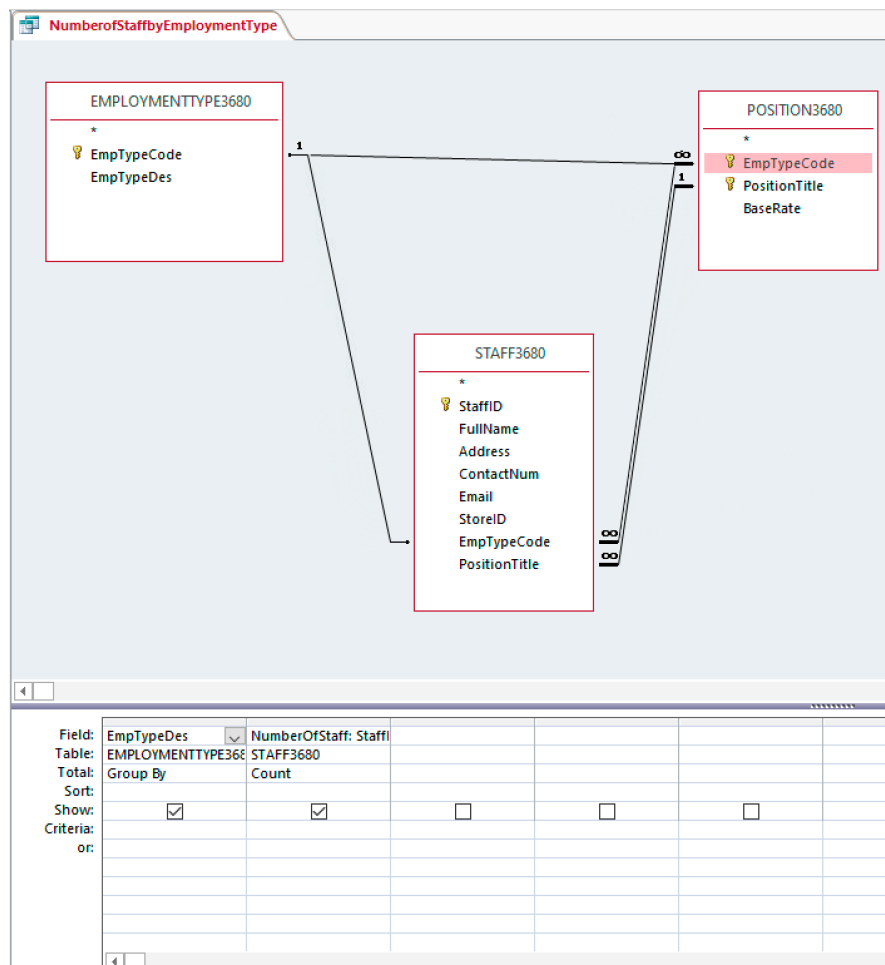 NumberofStaffbyEmploymentType
EMPLOYMENTTYPE3680
*
EmpTypeCode
EmpTypeDes
1
POSITION3680
*
EmpTypeCode
PositionTitle
BaseRate
∞
1
STAFF3680
*
StaffID
FullName
Address
ContactNum
Email
StoreID
EmpTypeCode
PositionTitle
∞
∞
Field: EmpTypeDes NumberOfStaff: StaffI
Table: EMPLOYMENTTYPE368 STAFF3680
Total: Group By Count
Sort:
Show:
Criteria:
or: